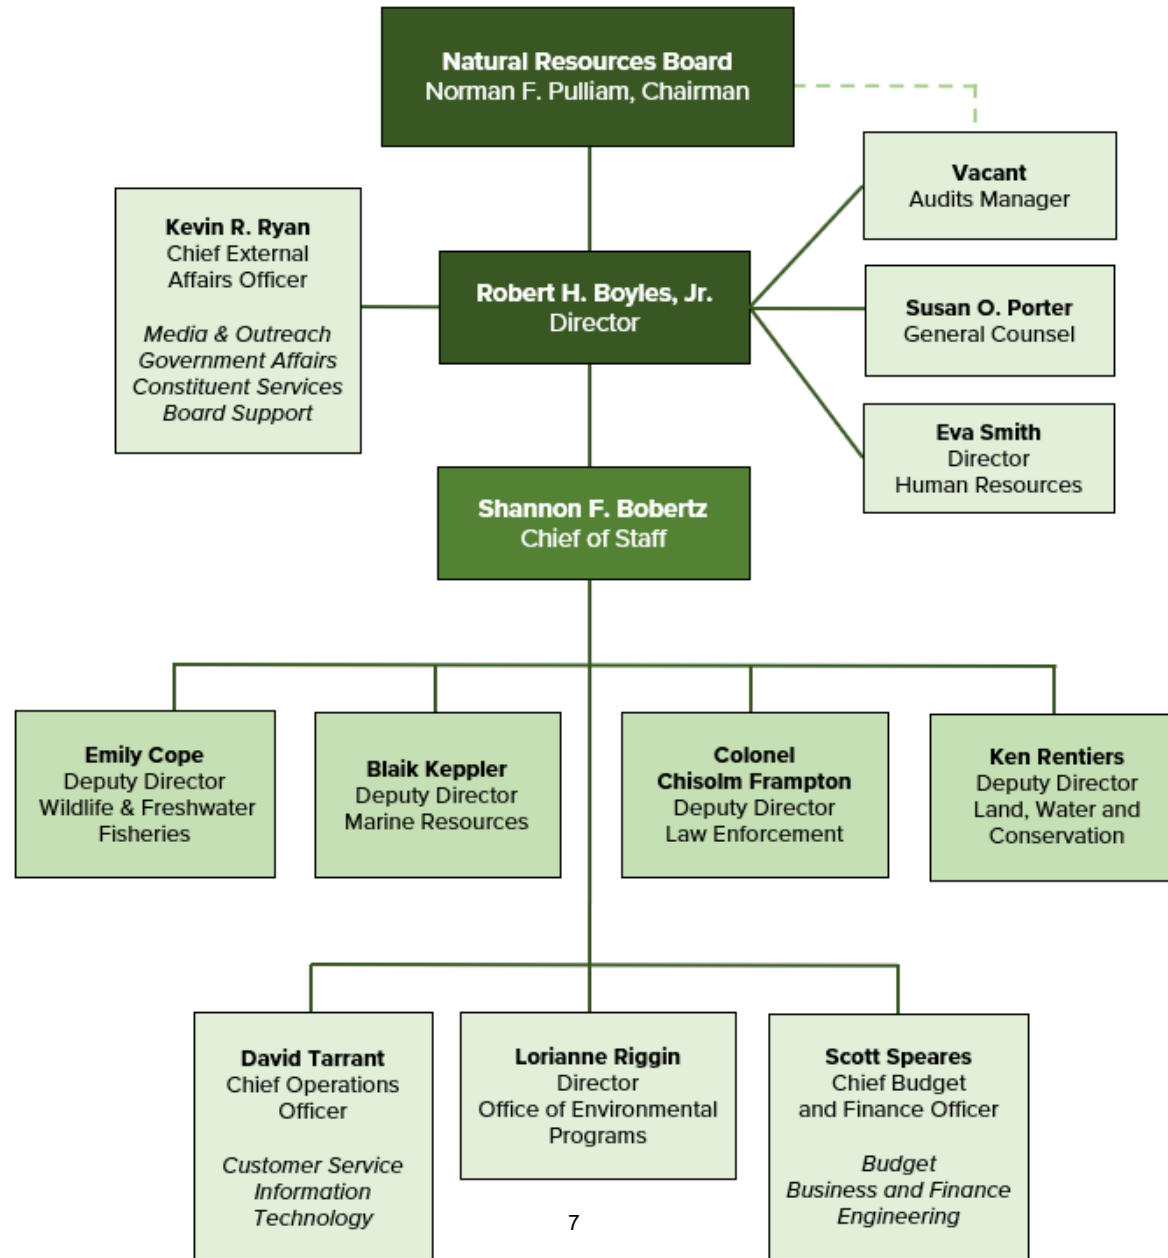 Natural Resources Board
Norman F. Pulliam, Chairman
Vacant
Audits Manager
Kevin R. Ryan
Chief External
Affairs Officer
Media & Outreach
Government Affairs
Constituent Services
Board Support
Robert H. Boyles, Jr.
Director
Susan O. Porter
General Counsel
Eva Smith
Director
Human Resources
Shannon F. Bobertz
Chief of Staff
Emily Cope
Deputy Director
Wildlife & Freshwater
Fisheries
Blaik Keppler
Deputy Director
Marine Resources
Colonel
Chisolm Frampton
Deputy Director
Law Enforcement
Ken Rentiers
Deputy Director
Land, Water and
Conservation
David Tarrant
Chief Operations
Officer
Customer Service
Information
Technology
Lorianne Riggin
Director
Office of Environmental
Programs
Scott Speares
Chief Budget
and Finance Officer
Budget
Business and Finance
Engineering
7